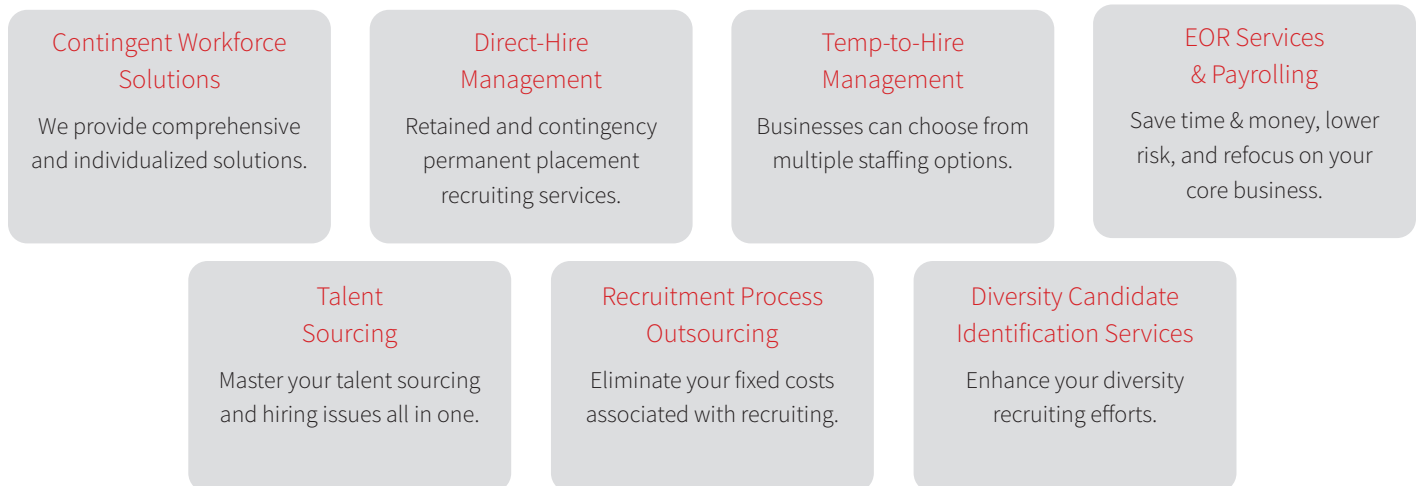 Contingent Workforce
Solutions
We provide comprehensive
and individualized solutions.
Direct-Hire
Management
Retained and contingency
permanent placement
recruiting services.
Temp-to-Hire
Management
Businesses can choose from
multiple staffing options.
EOR Services
& Payrolling
Save time & money, lower
risk, and refocus on your
core business.
Talent
Sourcing
Master your talent sourcing
and hiring issues all in one.
Recruitment Process
Outsourcing
Eliminate your fixed costs
associated with recruiting.
Diversity Candidate
Identification Services
Enhance your diversity
recruiting efforts.